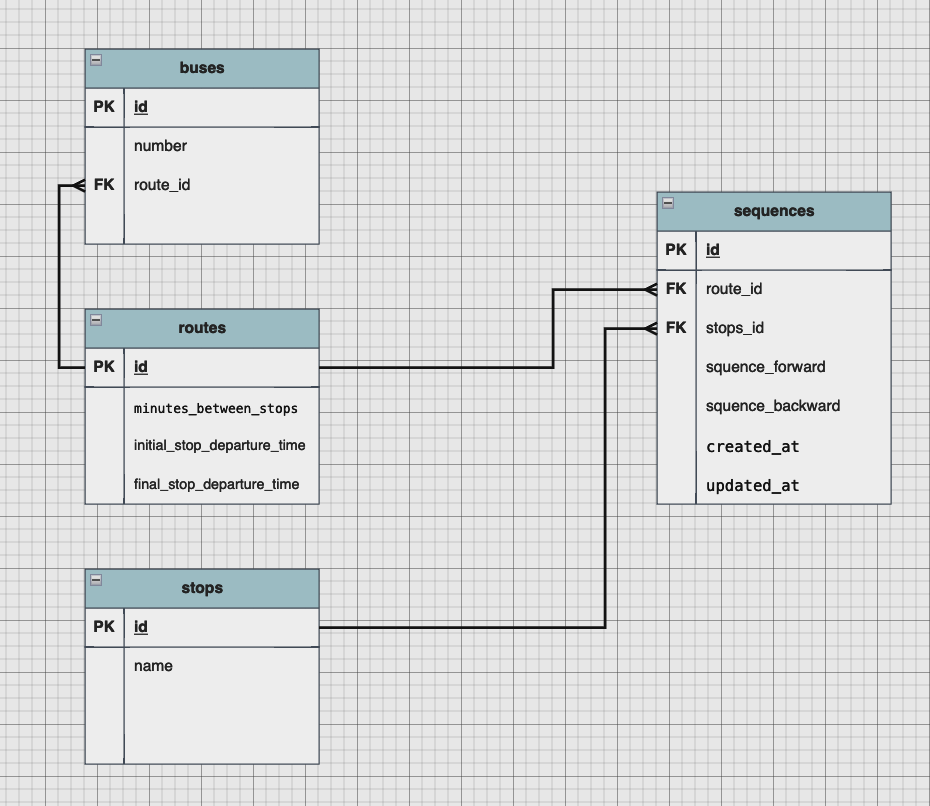 buses
PK id
number
FK route_id
routes
PK id
minutes_between_stops
initial_stop_departure_time
final_stop_departure_time
stops
PK id
name
sequences
PK id
FK route_id
FK stops_id
squence_forward
squence_backward
created_at
updated_at